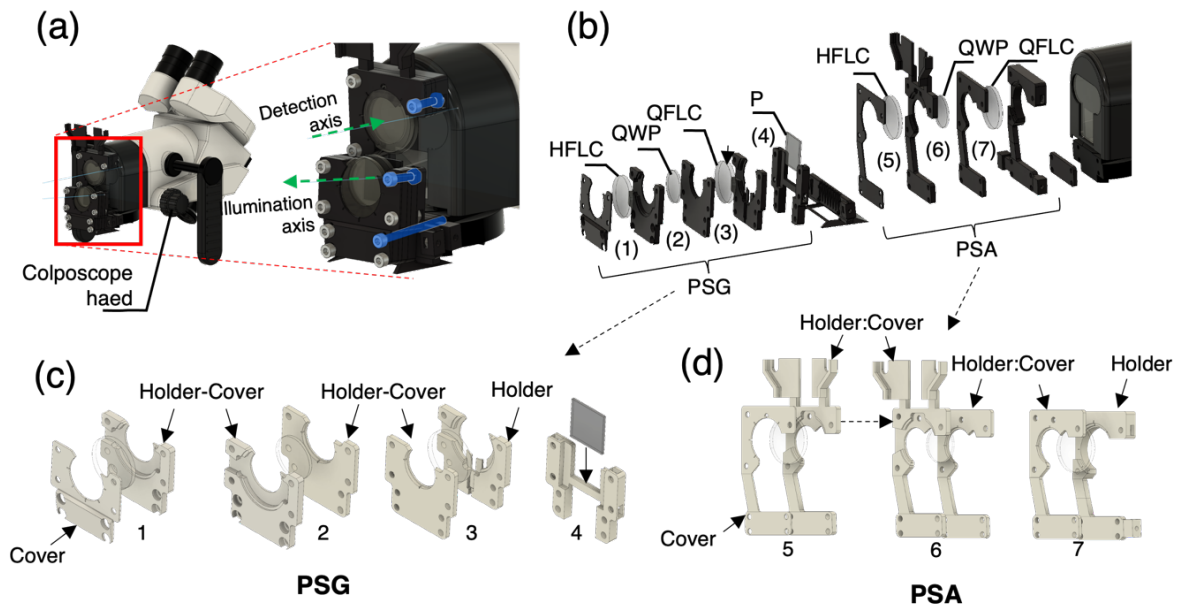 (a)
Detection
axis
Illumination
axis
Colposcope
haed
(b)
HFLC
QWP
QFLC
P
(4)
HFLC
QWP
QFLC
(1)
(2)
(3)
(5)
(6)
(7)
PSG
PSA
(c)
Holder-Cover
Holder-Cover
Holder
Cover
1
2
3
4
PSG
(d)
Holder:Cover
Holder:Cover
Holder
Cover
5
6
7
PSA